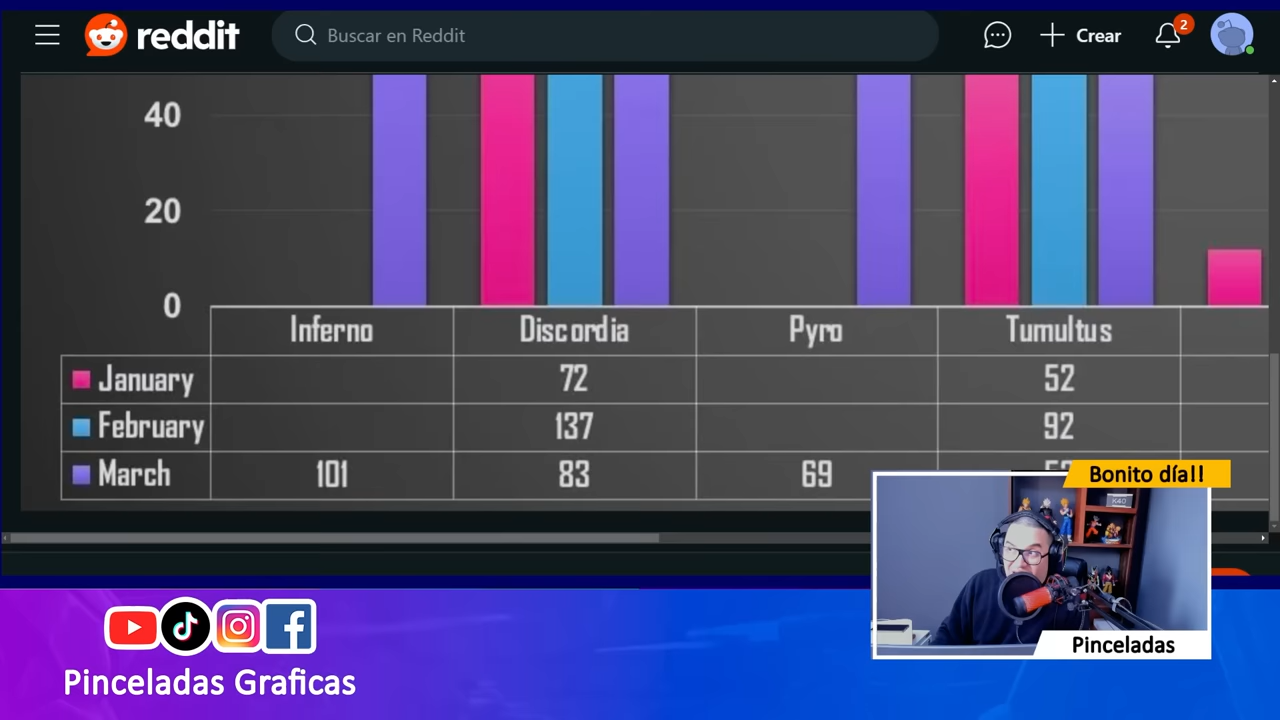 reddit
Buscar en Reddit
Crear
2
40
20
0
Inferno
Discordia
Pyro
Tumultus
January
72
52
February
137
92
March
101
83
69
Bonito día!!
Pinceladas
Pinceladas Graficas